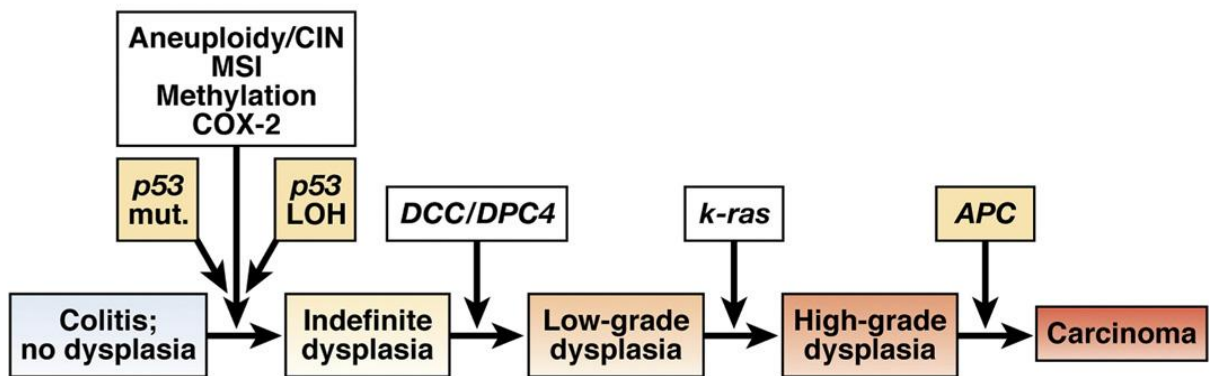 Aneuploidy/CIN
MSI
Methylation
COX-2
p53
mut.
p53
LOH
DCC/DPC4
k-ras
APC
Colitis;
no dysplasia
Indefinite
dysplasia
Low-grade
dysplasia
High-grade
dysplasia
Carcinoma